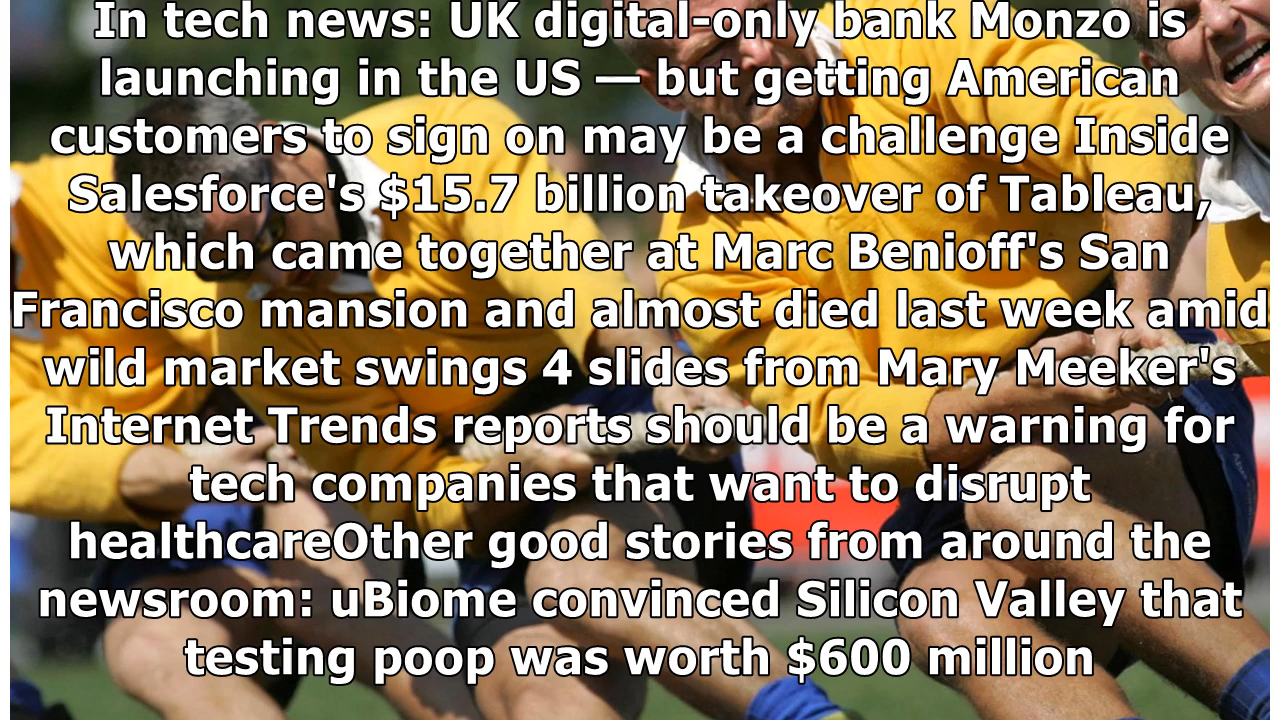 In tech news: UK digital-only bank Monzo is
launching in the US — but getting American
customers to sign on may be a challenge Inside
Salesforce's $15.7 billion takeover of Tableau,
which came together at Marc Benioff's San
Francisco mansion and almost died last week amid
wild market swings 4 slides from Mary Meeker's
Internet Trends reports should be a warning for
tech companies that want to disrupt
healthcareOther good stories from around the
newsroom: uBiome convinced Silicon Valley that
testing poop was worth $600 million